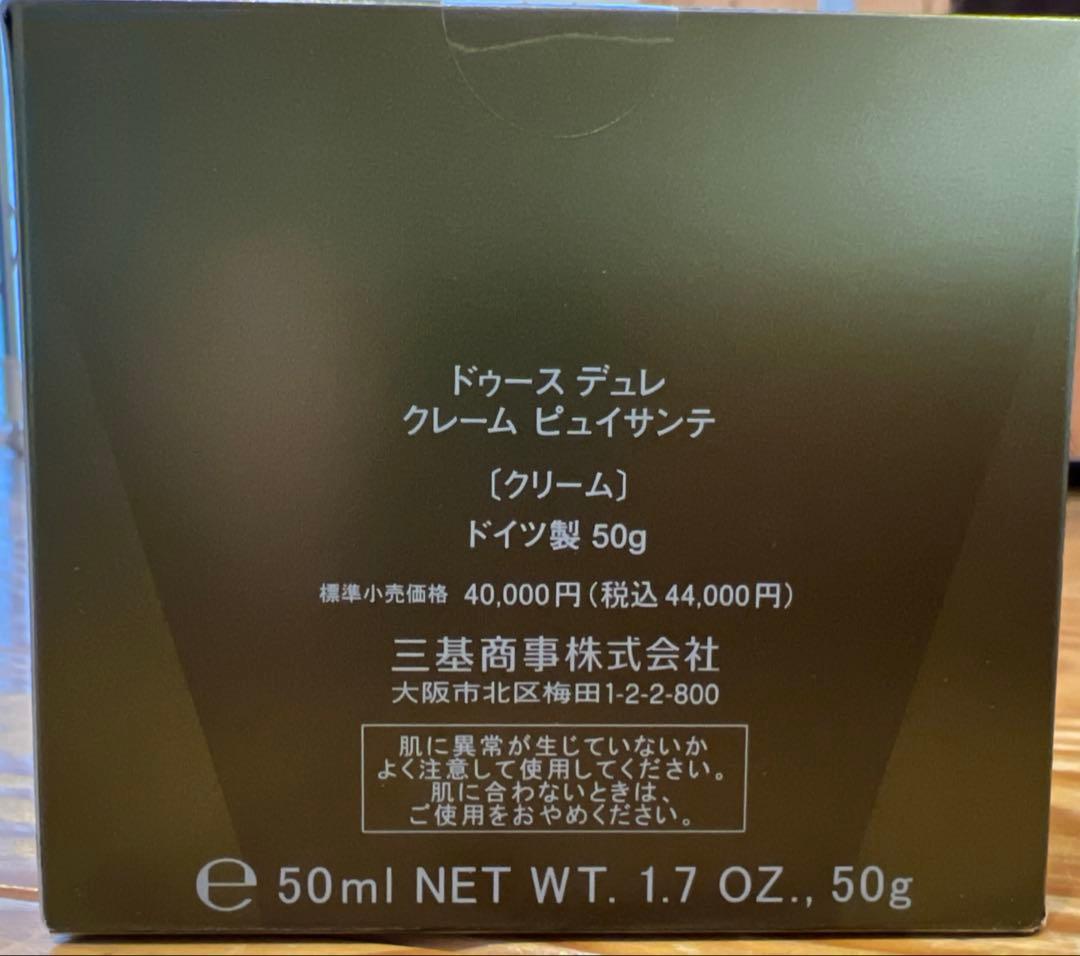 ドゥース デュレ
クレーム ピュイサンテ
〔クリーム〕
ドイツ製 50g
標準小売価格 40,000円(税込44,000円)
三基商事株式会社
大阪市北区梅田1-2-2-800
肌に異常が生じていないか
よく注意して使用してください。
肌に合わないときは、
ご使用をおやめください。
℮ 50ml NET WT. 1.7 OZ., 50g